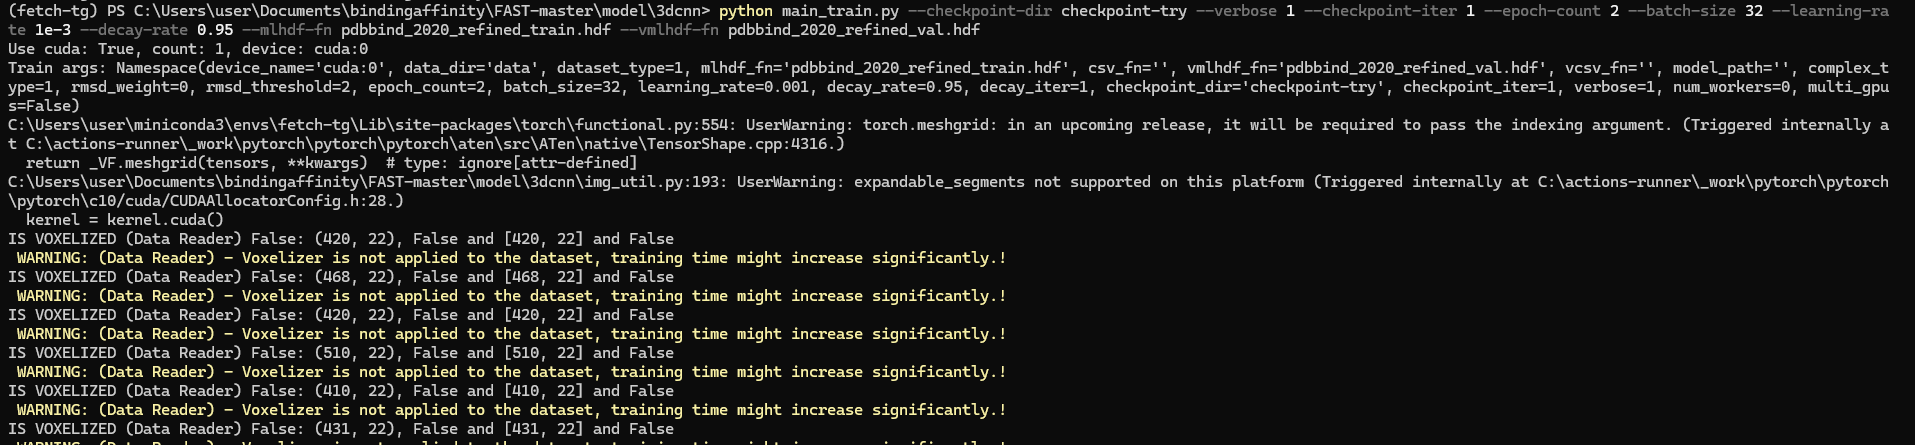 (fetch-tg) PS C:\Users\user\Documents\bindingaffinity\FAST-master\model\3dcnn> python main_train.py --checkpoint-dir checkpoint-try --verbose 1 --checkpoint-iter 1 --epoch-count 2 --batch-size 32 --learning-ra
te 1e-3 --decay-rate 0.95 --mlhdf-fn pdbbind_2020_refined_train.hdf --vmlhdf-fn pdbbind_2020_refined_val.hdf
Use cuda: True, count: 1, device: cuda:0
Train args: Namespace(device_name='cuda:0', data_dir='data', dataset_type=1, mlhdf_fn='pdbbind_2020_refined_train.hdf', csv_fn='', vmlhdf_fn='pdbbind_2020_refined_val.hdf', vcsv_fn='', model_path='', complex_t
ype=1, rmsd_weight=0, rmsd_threshold=2, epoch_count=2, batch_size=32, learning_rate=0.001, decay_rate=0.95, decay_iter=1, checkpoint_dir='checkpoint-try', checkpoint_iter=1, verbose=1, num_workers=0, multi_gpu
s=False)
C:\Users\user\miniconda3\envs\fetch-tg\Lib\site-packages\torch\functional.py:554: UserWarning: torch.meshgrid: in an upcoming release, it will be required to pass the indexing argument. (Triggered internally a
t C:\actions-runner\_work\pytorch\pytorch\pytorch\aten\src\ATen\native\TensorShape.cpp:4316.)
return _VF.meshgrid(tensors, **kwargs)  # type: ignore[attr-defined]
C:\Users\user\Documents\bindingaffinity\FAST-master\model\3dcnn\img_util.py:193: UserWarning: expandable_segments not supported on this platform (Triggered internally at C:\actions-runner\_work\pytorch\pytorch
\pytorch\c10/cuda/CUDAAllocatorConfig.h:28.)
kernel = kernel.cuda()
IS VOXELIZED (Data Reader) False: (420, 22), False and [420, 22] and False
WARNING: (Data Reader) - Voxelizer is not applied to the dataset, training time might increase significantly.!
IS VOXELIZED (Data Reader) False: (468, 22), False and [468, 22] and False
WARNING: (Data Reader) - Voxelizer is not applied to the dataset, training time might increase significantly.!
IS VOXELIZED (Data Reader) False: (420, 22), False and [420, 22] and False
WARNING: (Data Reader) - Voxelizer is not applied to the dataset, training time might increase significantly.!
IS VOXELIZED (Data Reader) False: (510, 22), False and [510, 22] and False
WARNING: (Data Reader) - Voxelizer is not applied to the dataset, training time might increase significantly.!
IS VOXELIZED (Data Reader) False: (410, 22), False and [410, 22] and False
WARNING: (Data Reader) - Voxelizer is not applied to the dataset, training time might increase significantly.!
IS VOXELIZED (Data Reader) False: (431, 22), False and [431, 22] and False